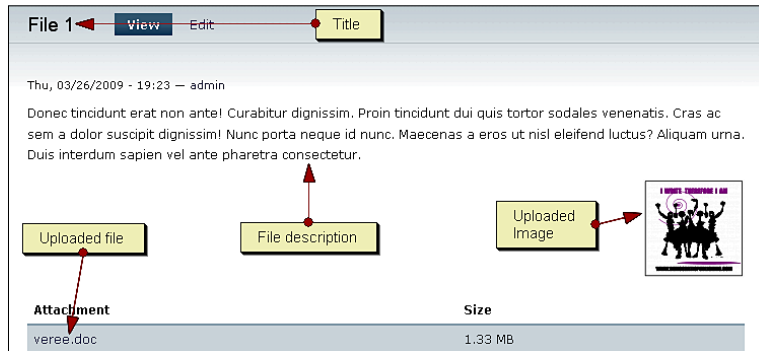 File 1 View Edit Title
Thu, 03/26/2009 - 19:23 — admin
Donec tincidunt erat non ante! Curabitur dignissim. Proin tincidunt dui quis tortor sodales venenatis. Cras ac
sem a dolor suscipit dignissim! Nunc porta neque id nunc. Maecenas a eros ut nisl eleifend luctus? Aliquam urna.
Duis interdum sapien vel ante pharetra consectetur.
Uploaded file
File description
Uploaded
Image
Attachment Size
veree.doc 1.33 MB